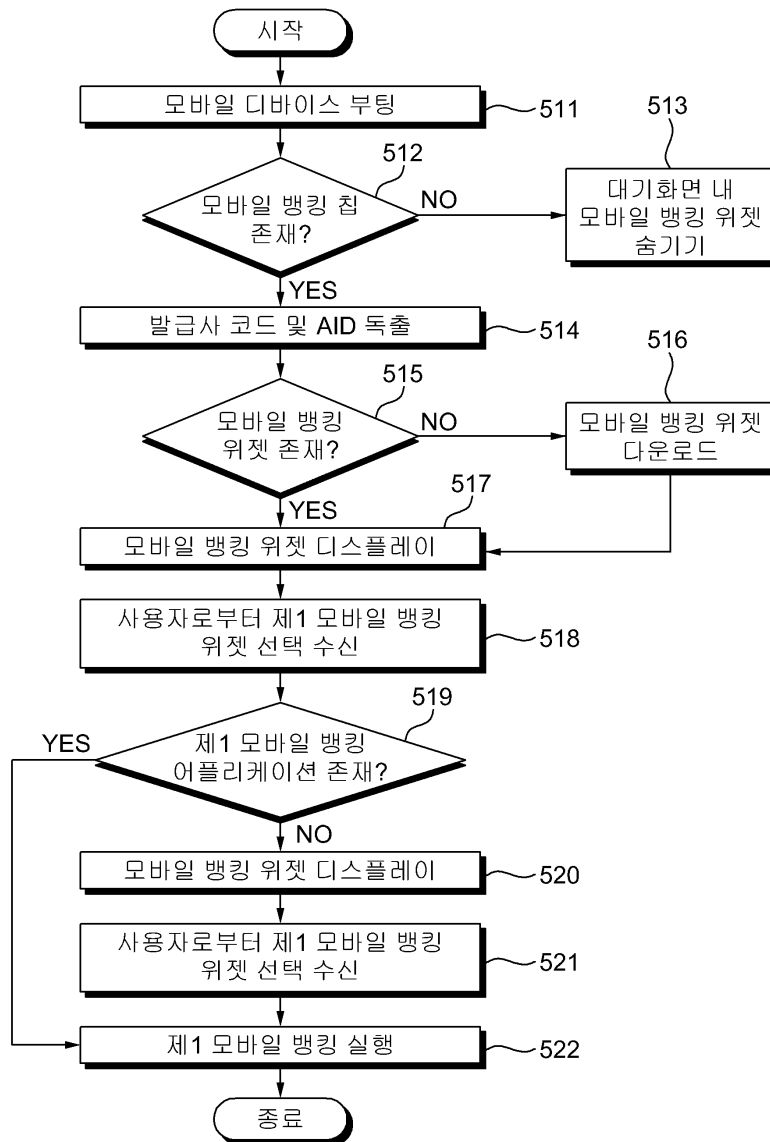 시작
모바일 디바이스 부팅
511
512
모바일 뱅킹 칩
존재?
NO
513
대기화면 내
모바일 뱅킹 위젯
숨기기
YES
발급사 코드 및 AID 독출
514
515
모바일 뱅킹
위젯 존재?
NO
516
모바일 뱅킹 위젯
다운로드
YES
517
모바일 뱅킹 위젯 디스플레이
사용자로부터 제1 모바일 뱅킹
위젯 선택 수신
518
519
YES
제1 모바일 뱅킹
어플리케이션 존재?
NO
모바일 뱅킹 위젯 디스플레이
520
사용자로부터 제1 모바일 뱅킹
위젯 선택 수신
521
제1 모바일 뱅킹 실행
522
종료